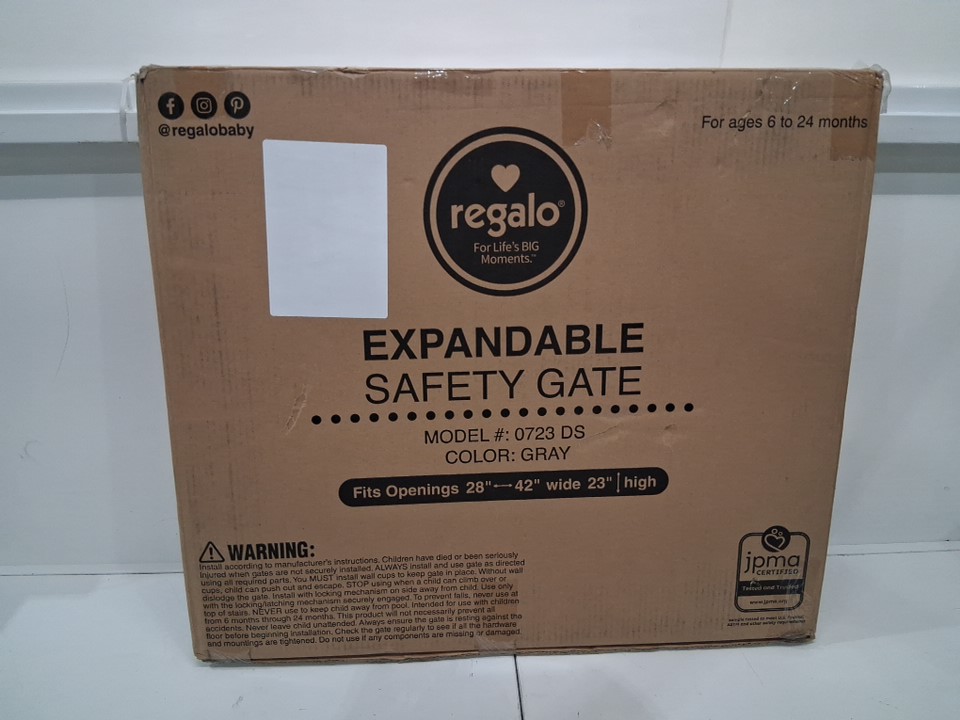 @regalobaby
For ages 6 to 24 months
regalo®
For Life's BIG
Moments.™
EXPANDABLE
SAFETY GATE
MODEL #: 0723 DS
COLOR: GRAY
Fits Openings 28" ↔ 42" wide 23" high
WARNING:
Install according to manufacturer's instructions. Children have died or been seriously
injured when gates are not securely installed. ALWAYS install and use gate as directed
using all required parts. You MUST install wall cups to keep gate in place. Without wall
cups, child can push out and escape. STOP using when a child can climb over or
dislodge the gate. Install with locking mechanism on side away from child. Use only
with the locking/latching mechanism securely engaged. To prevent falls, never use at
top of stairs. NEVER use to keep child away from pool. Intended for use with children
from 6 months through 24 months. This product will not necessarily prevent all
accidents. Never leave child unattended. Always ensure the gate is resting against the
floor before beginning installation. Check the gate regularly to see if all the hardware
and mountings are tightened. Do not use if any components are missing or damaged.
jpma
CERTIFIED
Tested and Trusted
www.jpma.org